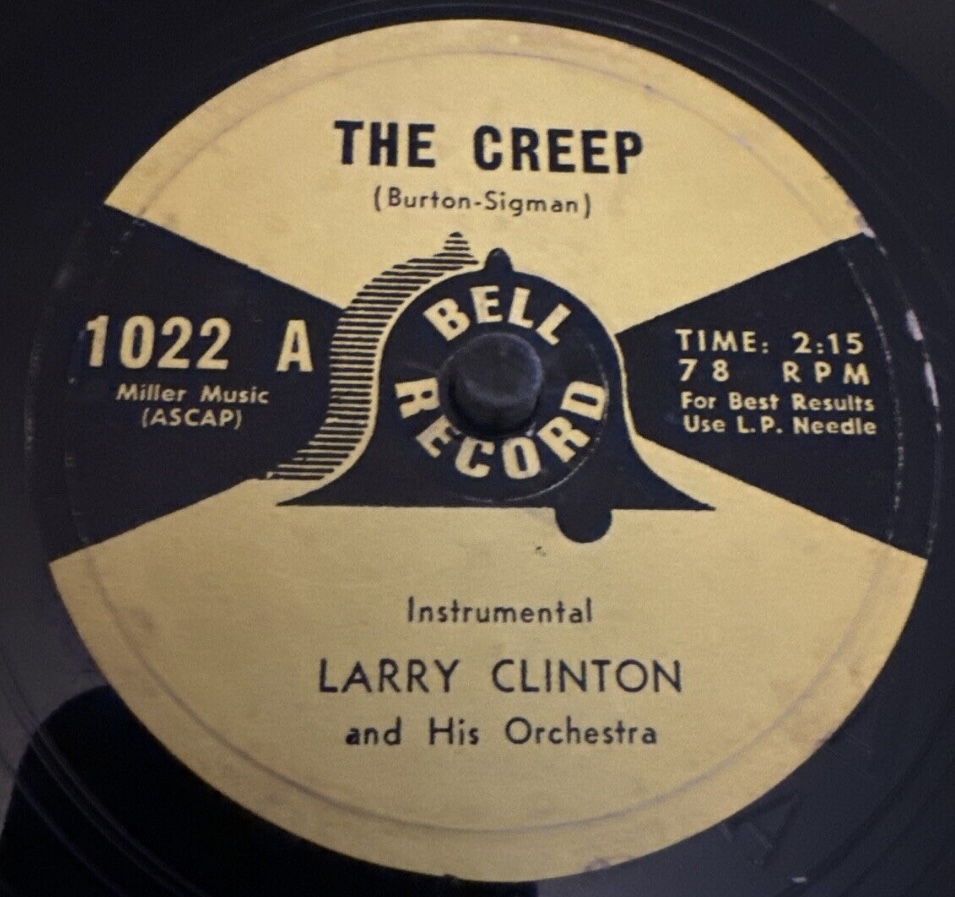 THE CREEP
(Burton-Sigman)
BELL
RECORD
1022 A
Miller Music
(ASCAP)
TIME: 2:15
78 RPM
For Best Results
Use L.P. Needle
Instrumental
LARRY CLINTON
and His Orchestra